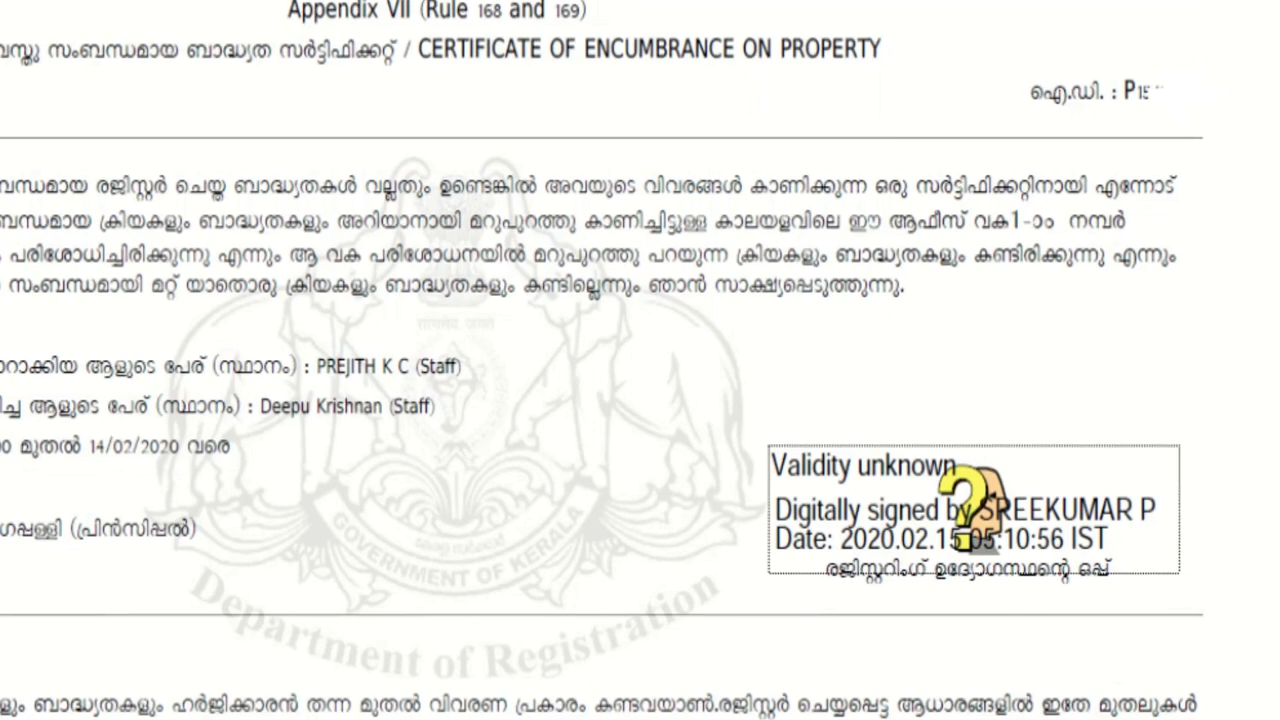 Appendix VII (Rule 168 and 169)
വസ്തു സംബന്ധമായ ബാദ്ധ്യത സർട്ടിഫിക്കറ്റ് / CERTIFICATE OF ENCUMBRANCE ON PROPERTY
ഐ.ഡി. : P15
ബന്ധമായ രജിസ്റ്റർ ചെയ്ത ബാദ്ധ്യതകൾ വല്ലതും ഉണ്ടെങ്കിൽ അവയുടെ വിവരങ്ങൾ കാണിക്കുന്ന ഒരു സർട്ടിഫിക്കറ്റിനായി എന്നോട്
ബന്ധമായ ക്രിയകളും ബാദ്ധ്യതകളും അറിയാനായി മറുപുറത്തു കാണിച്ചിട്ടുള്ള കാലയളവിലെ ഈ ആഫീസ് വക1-ാം നമ്പർ
പരിശോധിച്ചിരിക്കുന്നു എന്നും ആ വക പരിശോധനയിൽ മറുപുറത്തു പറയുന്ന ക്രിയകളും ബാദ്ധ്യതകളും കണ്ടിരിക്കുന്നു എന്നും
സംബന്ധമായി മറ്റ് യാതൊരു ക്രിയകളും ബാദ്ധ്യതകളും കണ്ടില്ലെന്നും ഞാൻ സാക്ഷ്യപ്പെടുത്തുന്നു.
ാറാക്കിയ ആളുടെ പേര് (സ്ഥാനം) : PREJITH K C (Staff)
ിച്ച ആളുടെ പേര് (സ്ഥാനം) : Deepu Krishnan (Staff)
മുതൽ 14/02/2020 വരെ
Validity unknown
Digitally signed by SREEKUMAR P
Date: 2020.02.15 05:10:56 IST
രജിസ്റ്ററിംഗ് ഉദ്യോഗസ്ഥന്റെ ഒപ്പ്
ഗപ്പള്ളി (പ്രിൻസിപ്പൽ)
GOVERNMENT OF KERALA
Department of Registration
ളും ബാദ്ധ്യതകളും ഹർജിക്കാരൻ തന്ന മുതൽ വിവരണ പ്രകാരം കണ്ടവയാണ്.രജിസ്റ്റർ ചെയ്യപ്പെട്ട ആധാരങ്ങളിൽ ഇതേ മുതലുകൾ